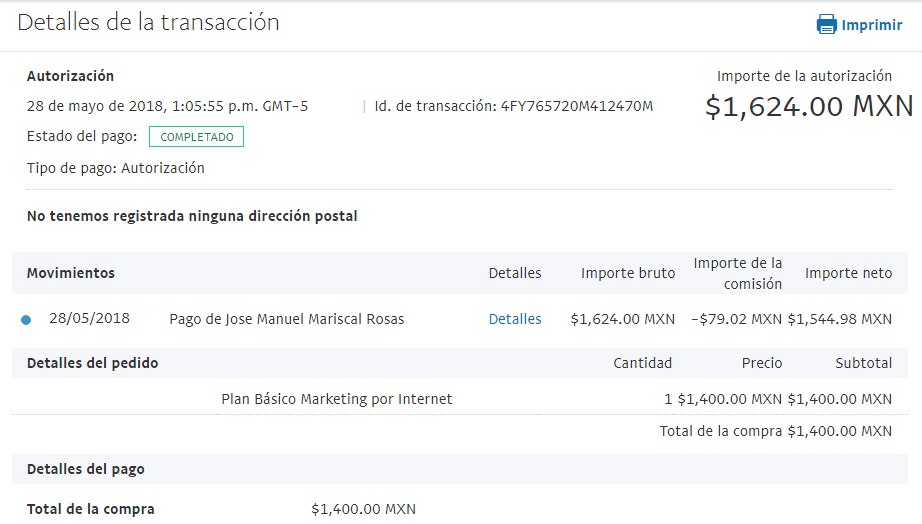 Detalles de la transacción
Imprimir
Autorización
Importe de la autorización
28 de mayo de 2018, 1:05:55 p.m. GMT-5 | Id. de transacción: 4FY765720M412470M
$1,624.00 MXN
Estado del pago: COMPLETADO
Tipo de pago: Autorización
No tenemos registrada ninguna dirección postal
Movimientos Detalles Importe bruto Importe de la comisión Importe neto
28/05/2018 Pago de Jose Manuel Mariscal Rosas Detalles $1,624.00 MXN -$79.02 MXN $1,544.98 MXN
Detalles del pedido Cantidad Precio Subtotal
Plan Básico Marketing por Internet 1 $1,400.00 MXN $1,400.00 MXN
Total de la compra $1,400.00 MXN
Detalles del pago
Total de la compra $1,400.00 MXN